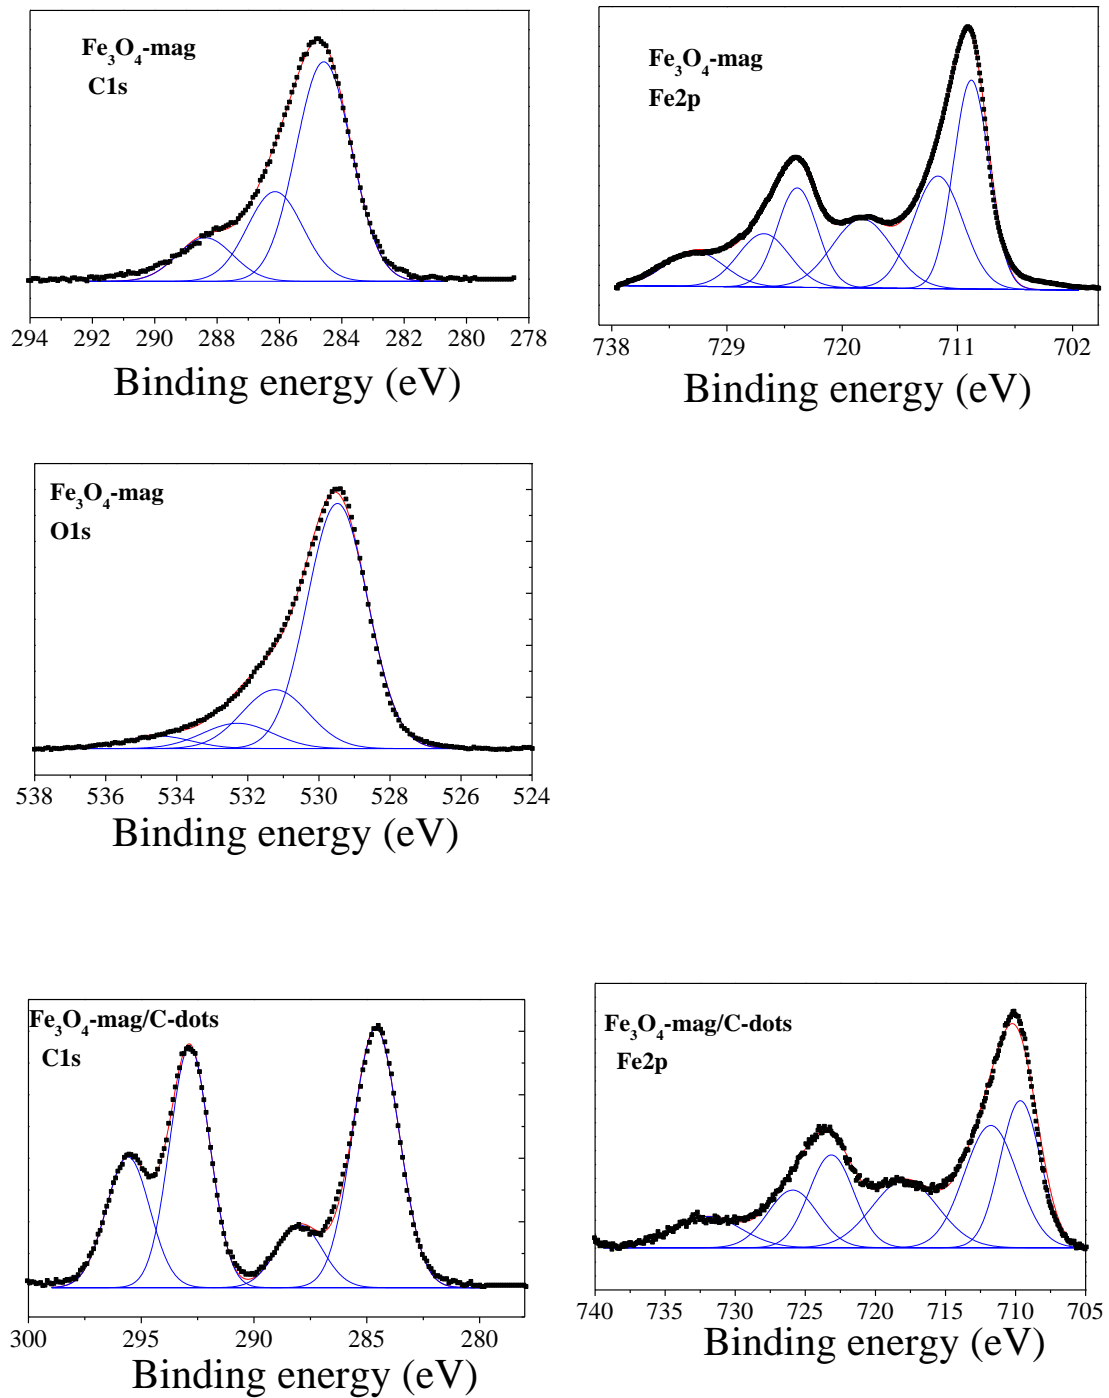 Fe₃O₄-mag
C1s
294 292 290 288 286 284 282 280 278
Binding energy (eV)
Fe₃O₄-mag
Fe2p
738 729 720 711 702
Binding energy (eV)
Fe₃O₄-mag
O1s
538 536 534 532 530 528 526 524
Binding energy (eV)
Fe₃O₄-mag/C-dots
C1s
300 295 290 285 280
Binding energy (eV)
Fe₃O₄-mag/C-dots
Fe2p
740 735 730 725 720 715 710 705
Binding energy (eV)